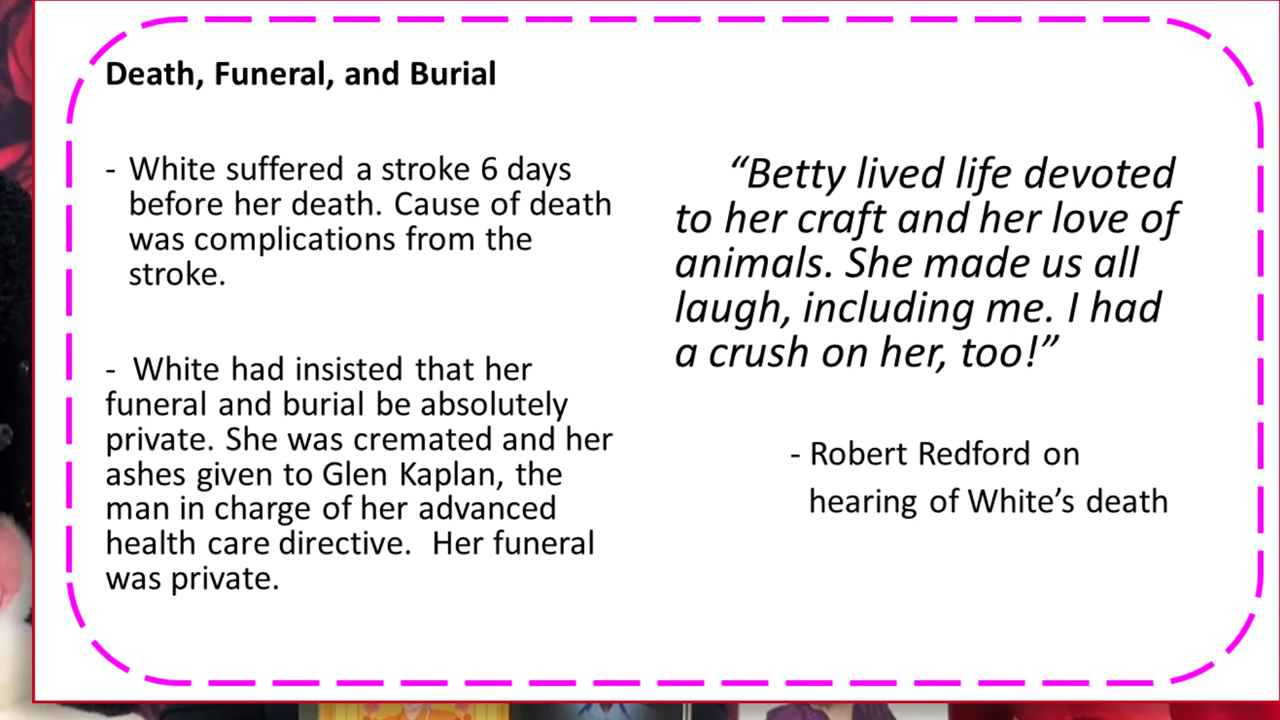 Death, Funeral, and Burial
- White suffered a stroke 6 days
before her death. Cause of death
was complications from the
stroke.
- White had insisted that her
funeral and burial be absolutely
private. She was cremated and her
ashes given to Glen Kaplan, the
man in charge of her advanced
health care directive. Her funeral
was private.
“Betty lived life devoted
to her craft and her love of
animals. She made us all
laugh, including me. I had
a crush on her, too!”
- Robert Redford on
hearing of White’s death